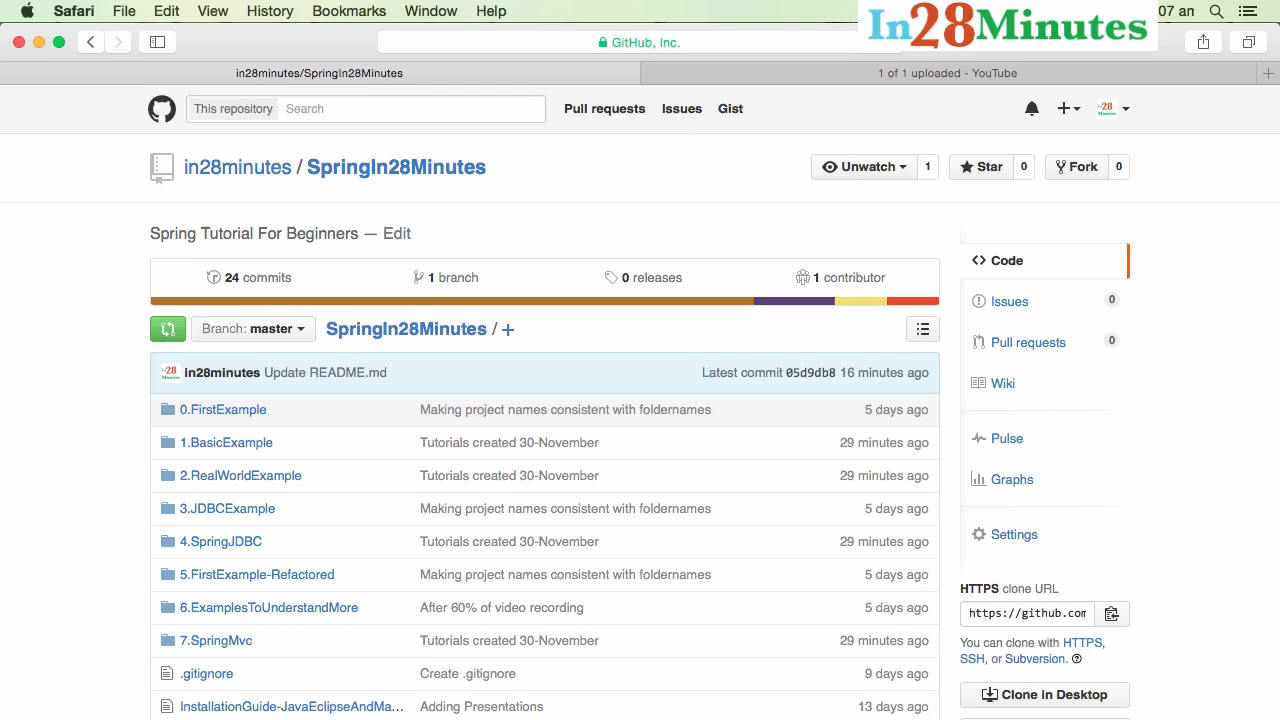 Safari File Edit View History Bookmarks Window Help 07 an
In28Minutes
GitHub, Inc.
in28minutes/SpringIn28Minutes 1 of 1 uploaded - YouTube
This repository Search Pull requests Issues Gist 28 Minutes
in28minutes / SpringIn28Minutes Unwatch 1 Star 0 Fork 0
Spring Tutorial For Beginners — Edit
24 commits 1 branch 0 releases 1 contributor
Branch: master SpringIn28Minutes / +
28 Minutes in28minutes Update README.md Latest commit 05d9db8 16 minutes ago
0.FirstExample Making project names consistent with foldernames 5 days ago
1.BasicExample Tutorials created 30-November 29 minutes ago
2.RealWorldExample Tutorials created 30-November 29 minutes ago
3.JDBCExample Making project names consistent with foldernames 5 days ago
4.SpringJDBC Tutorials created 30-November 29 minutes ago
5.FirstExample-Refactored Making project names consistent with foldernames 5 days ago
6.ExamplesToUnderstandMore After 60% of video recording 5 days ago
7.SpringMvc Tutorials created 30-November 29 minutes ago
.gitignore Create .gitignore 9 days ago
InstallationGuide-JavaEclipseAndMa... Adding Presentations 13 days ago
Code
Issues 0
Pull requests 0
Wiki
Pulse
Graphs
Settings
HTTPS clone URL
https://github.com
You can clone with HTTPS,
SSH, or Subversion.
Clone in Desktop